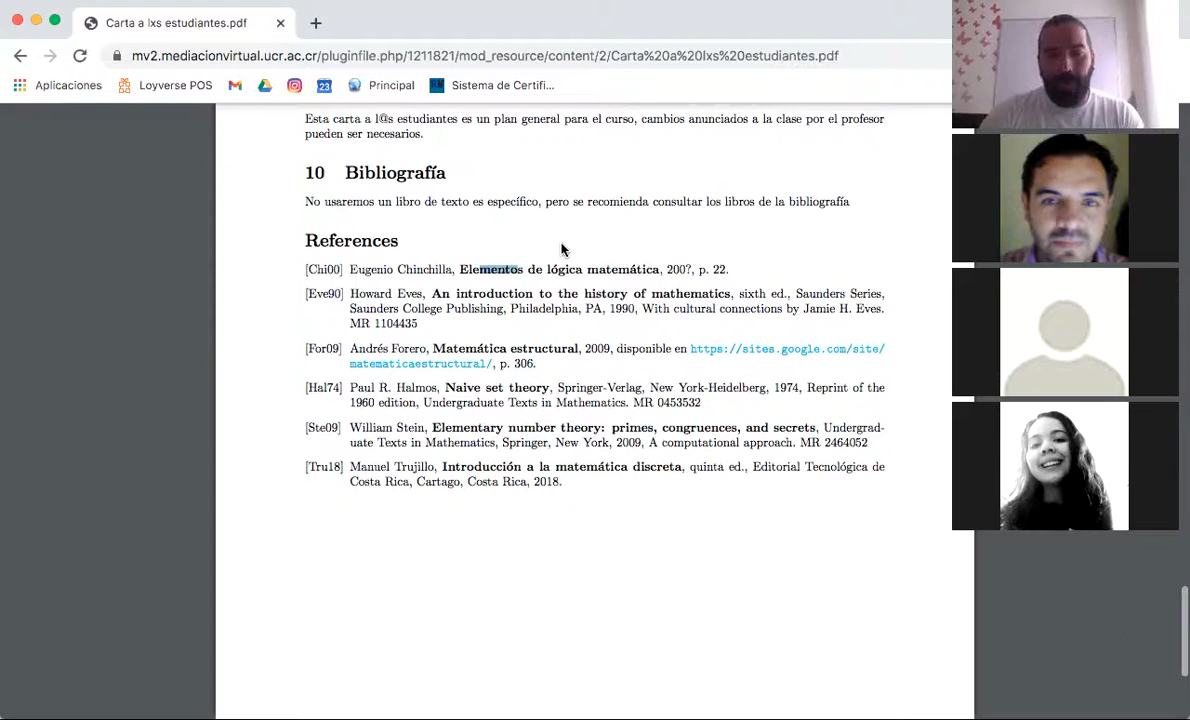 Carta a lxs estudiantes.pdf
mv2.mediacionvirtual.ucr.ac.cr/pluginfile.php/1211821/mod_resource/content/2/Carta%20a%20lxs%20estudiantes.pdf
Aplicaciones Loyverse POS 23 Principal Sistema de Certifi...
Esta carta a l@s estudiantes es un plan general para el curso, cambios anunciados a la clase por el profesor
pueden ser necesarios.
10 Bibliografía
No usaremos un libro de texto es específico, pero se recomienda consultar los libros de la bibliografía
References
[Chi00] Eugenio Chinchilla, Elementos de lógica matemática, 200?, p. 22.
[Eve90] Howard Eves, An introduction to the history of mathematics, sixth ed., Saunders Series,
Saunders College Publishing, Philadelphia, PA, 1990, With cultural connections by Jamie H. Eves.
MR 1104435
[For09] Andrés Forero, Matemática estructural, 2009, disponible en https://sites.google.com/site/
matematicaestructural/, p. 306.
[Hal74] Paul R. Halmos, Naive set theory, Springer-Verlag, New York-Heidelberg, 1974, Reprint of the
1960 edition, Undergraduate Texts in Mathematics. MR 0453532
[Ste09] William Stein, Elementary number theory: primes, congruences, and secrets, Undergrad-
uate Texts in Mathematics, Springer, New York, 2009, A computational approach. MR 2464052
[Tru18] Manuel Trujillo, Introducción a la matemática discreta, quinta ed., Editorial Tecnológica de
Costa Rica, Cartago, Costa Rica, 2018.